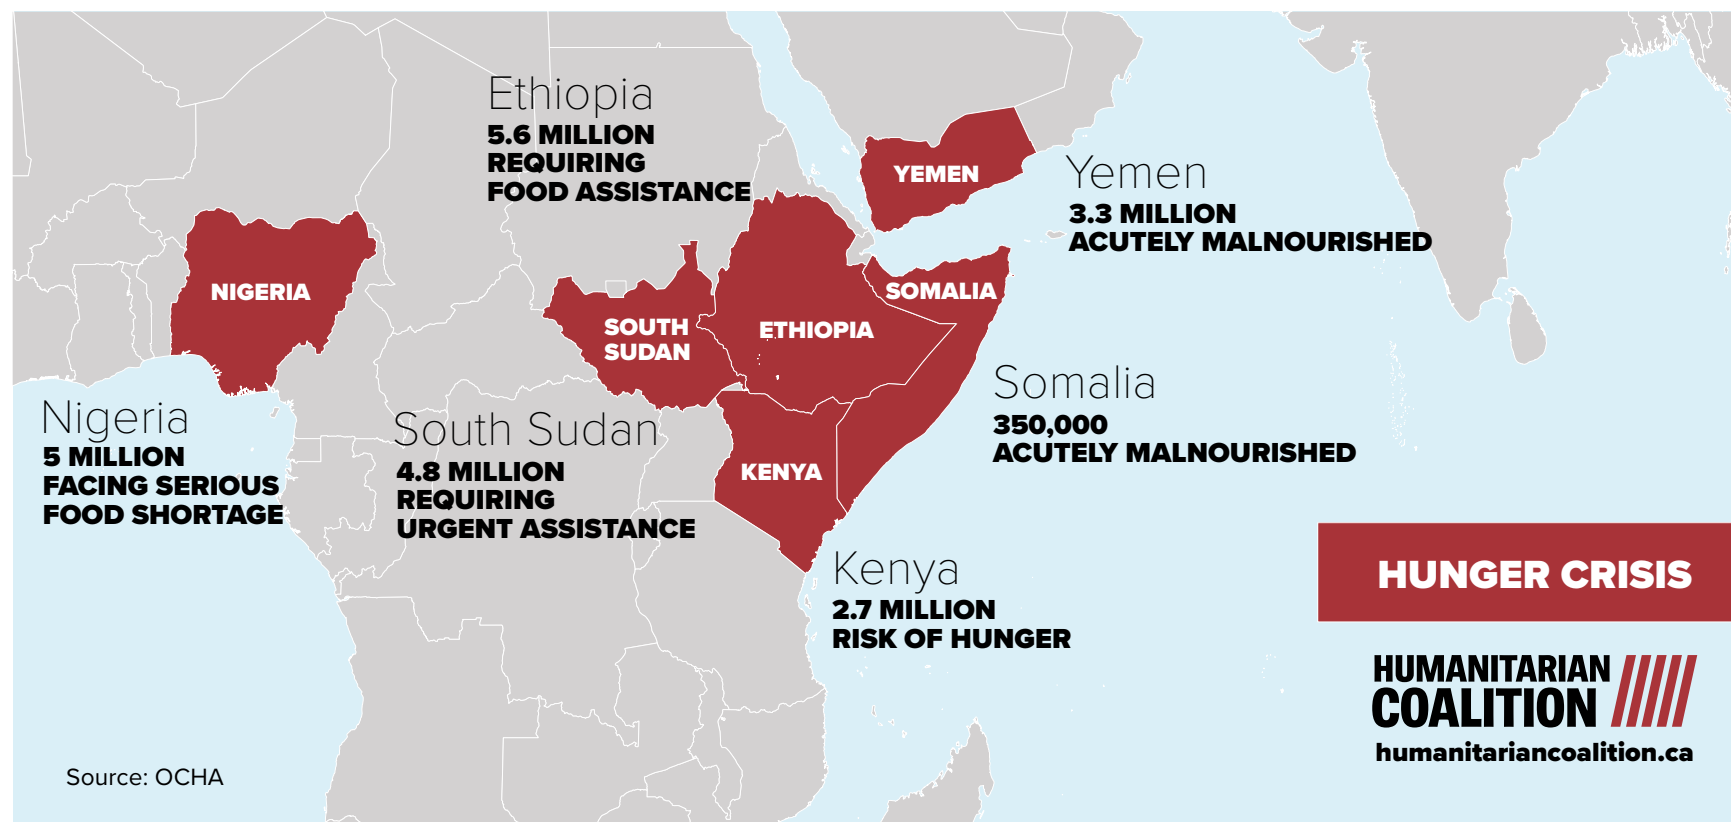 Ethiopia
5.6 MILLION
REQUIRING
FOOD ASSISTANCE
YEMEN
Yemen
3.3 MILLION
ACUTELY MALNOURISHED
NIGERIA
SOUTH
SUDAN
ETHIOPIA
SOMALIA
Nigeria
5 MILLION
FACING SERIOUS
FOOD SHORTAGE
South Sudan
4.8 MILLION
REQUIRING
URGENT ASSISTANCE
KENYA
Somalia
350,000
ACUTELY MALNOURISHED
Kenya
2.7 MILLION
RISK OF HUNGER
HUNGER CRISIS
HUMANITARIAN
COALITION
humanitariancoalition.ca
Source: OCHA